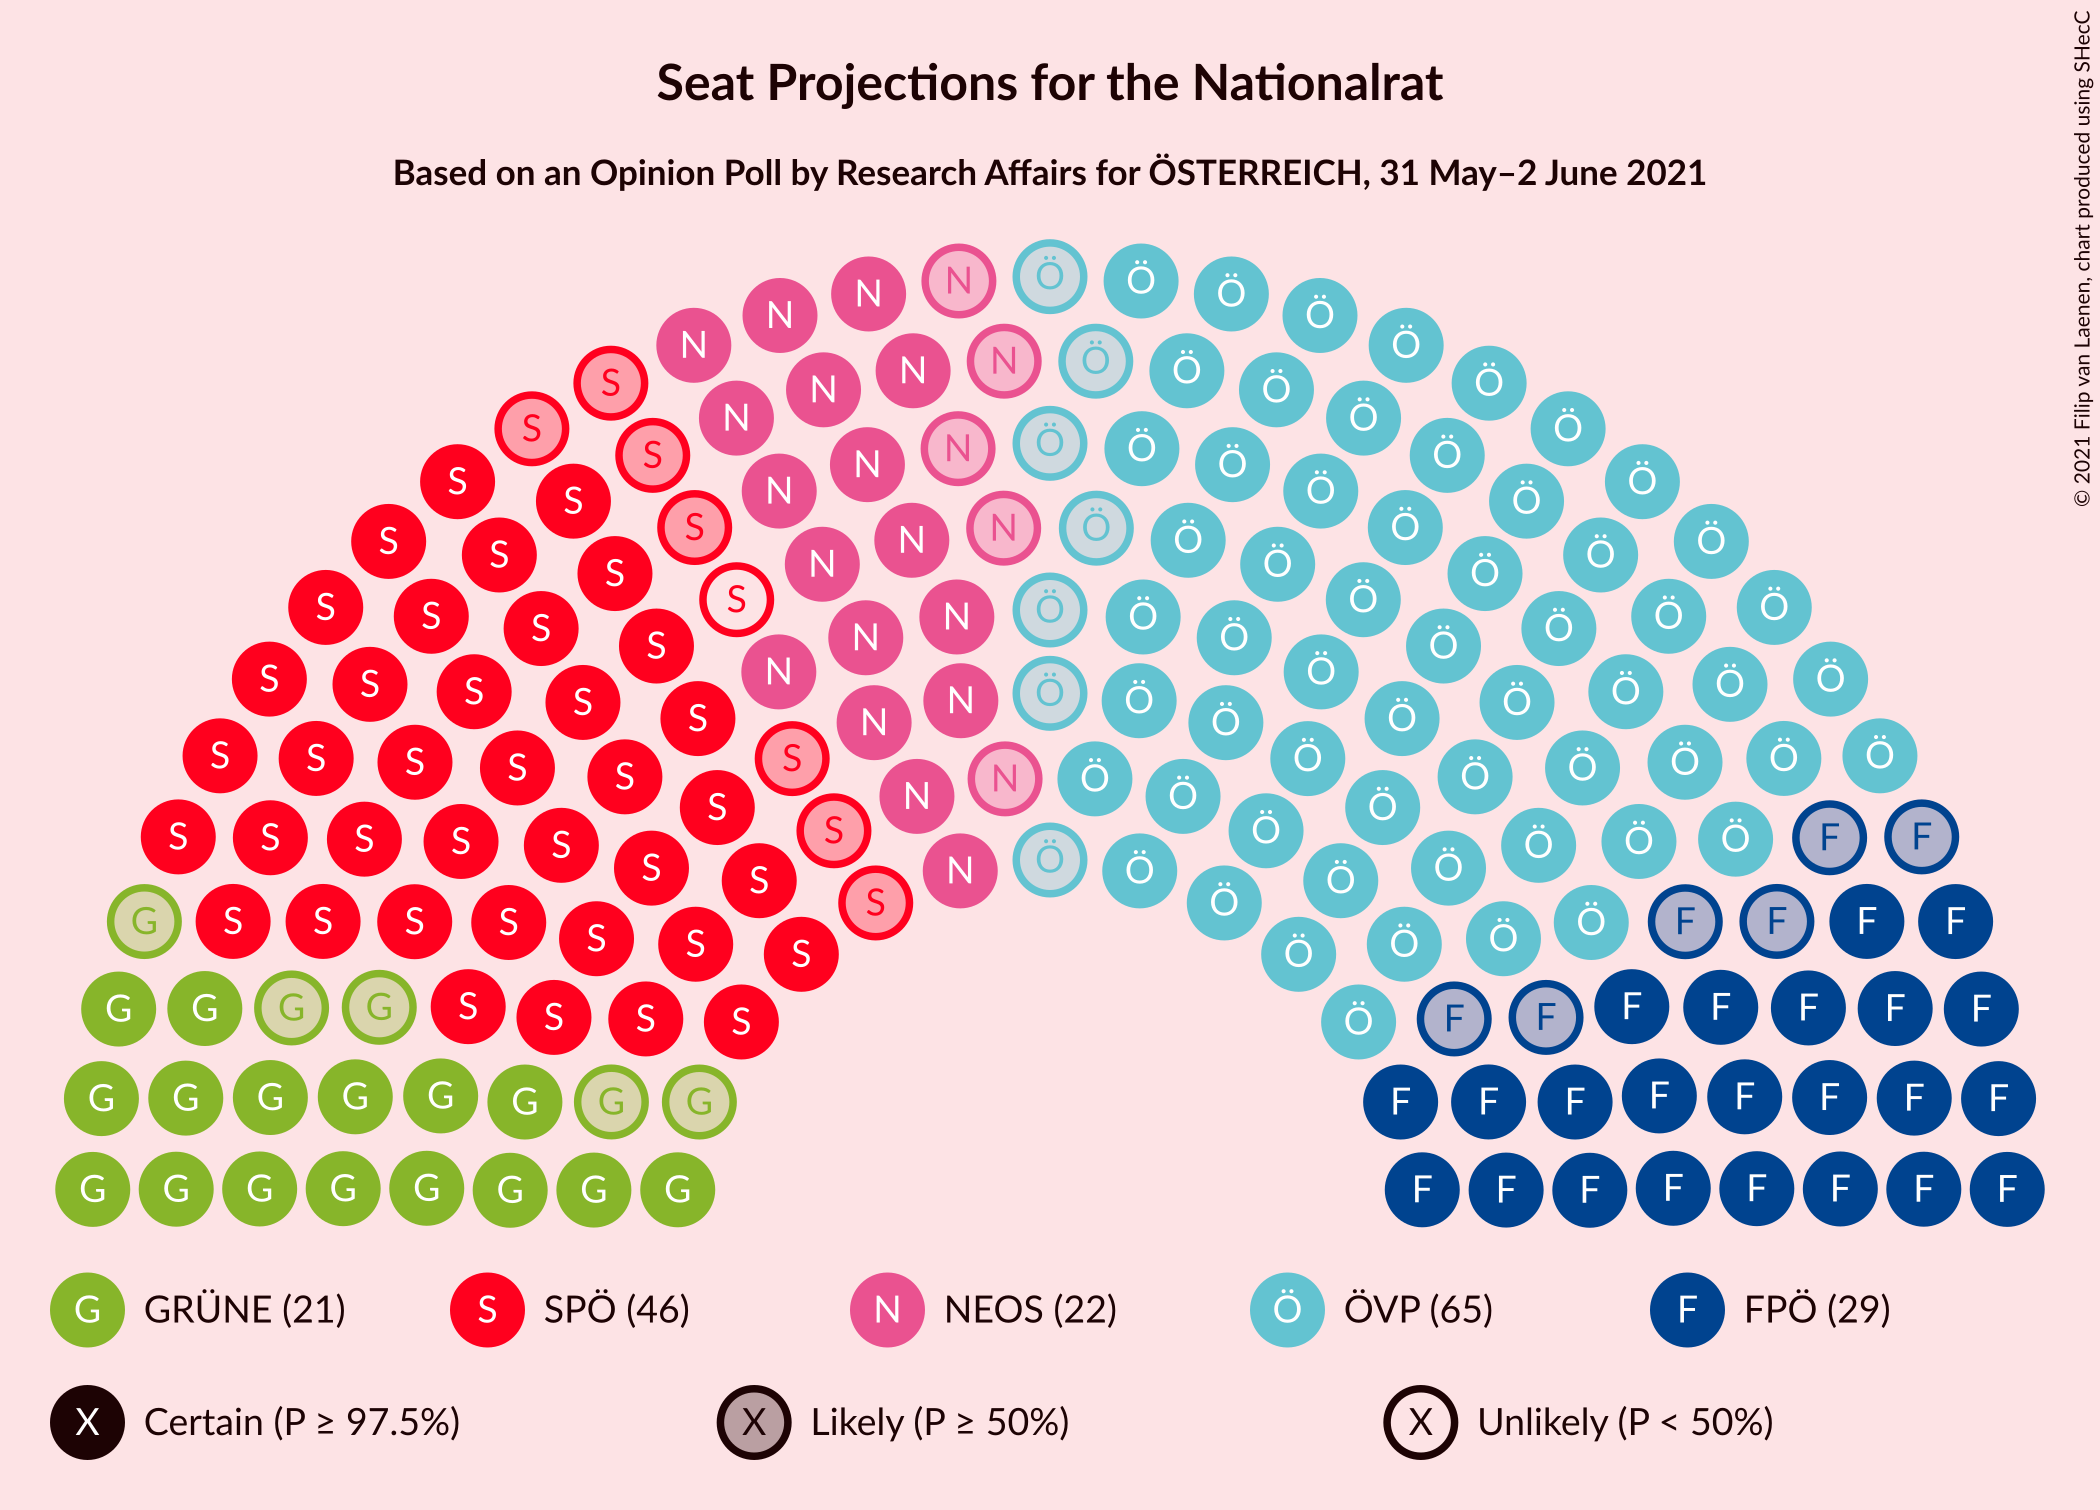 Seat Projections for the Nationalrat
Based on an Opinion Poll by Research Affairs for ÖSTERREICH, 31 May–2 June 2021
© 2021 Filip van Laenen, chart produced using SHecC
N Ö Ö
N Ö
N Ö
S N Ö
S N N Ö Ö
N N Ö Ö
S N Ö Ö
S N Ö Ö
N N Ö Ö
S S N Ö Ö Ö
S N Ö Ö
S N N Ö Ö
S S Ö Ö
S N Ö Ö
S S Ö Ö
S S N N Ö Ö Ö Ö
S S Ö Ö
S S N Ö Ö Ö
S S N N Ö Ö Ö Ö
S S S Ö Ö Ö
S S N Ö Ö Ö
S S S S Ö Ö Ö Ö
S S S N Ö Ö Ö Ö
S S N Ö Ö
S S S S S S Ö Ö Ö Ö F F
S S N Ö Ö Ö
S S Ö Ö
G S S S S S Ö Ö F F F F
S S S Ö Ö Ö
S Ö
G G G G S S S S Ö F F F F F F F
G G G G G G G G F F F F F F F F
G G G G G G G G F F F F F F F F
G GRÜNE (21) S SPÖ (46) N NEOS (22) Ö ÖVP (65) F FPÖ (29)
X Certain (P ≥ 97.5%) X Likely (P ≥ 50%) X Unlikely (P < 50%)